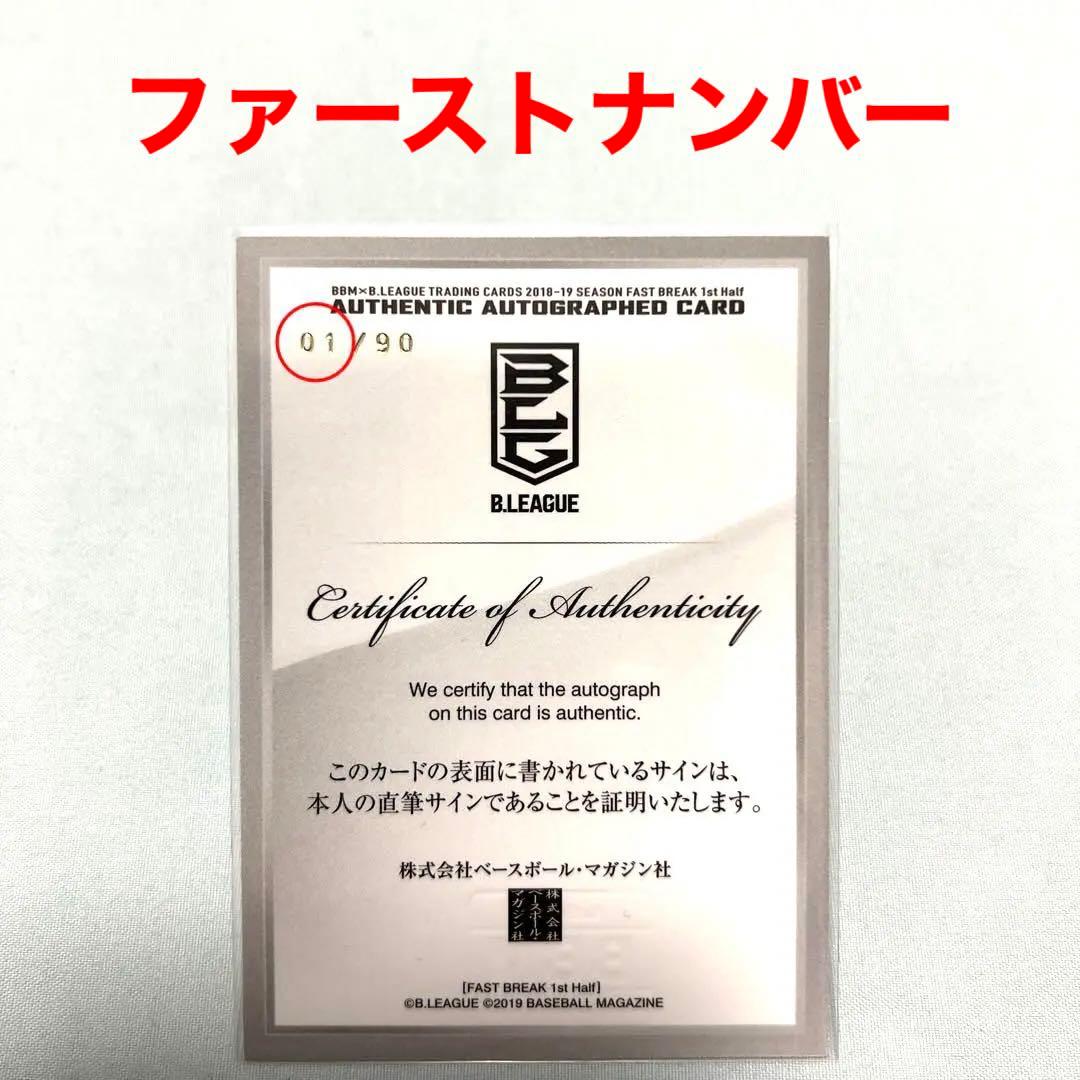 ファーストナンバー
BBM×B.LEAGUE TRADING CARDS 2018-19 SEASON FAST BREAK 1st Half
AUTHENTIC AUTOGRAPHED CARD
01/90
BLG
B.LEAGUE
Certificate of Authenticity
We certify that the autograph
on this card is authentic.
このカードの表面に書かれているサインは、
本人の直筆サインであることを証明いたします。
株式会社ベースボール・マガジン社
株式会社
ベースボール・
マガジン社
[FAST BREAK 1st Half]
©B.LEAGUE ©2019 BASEBALL MAGAZINE